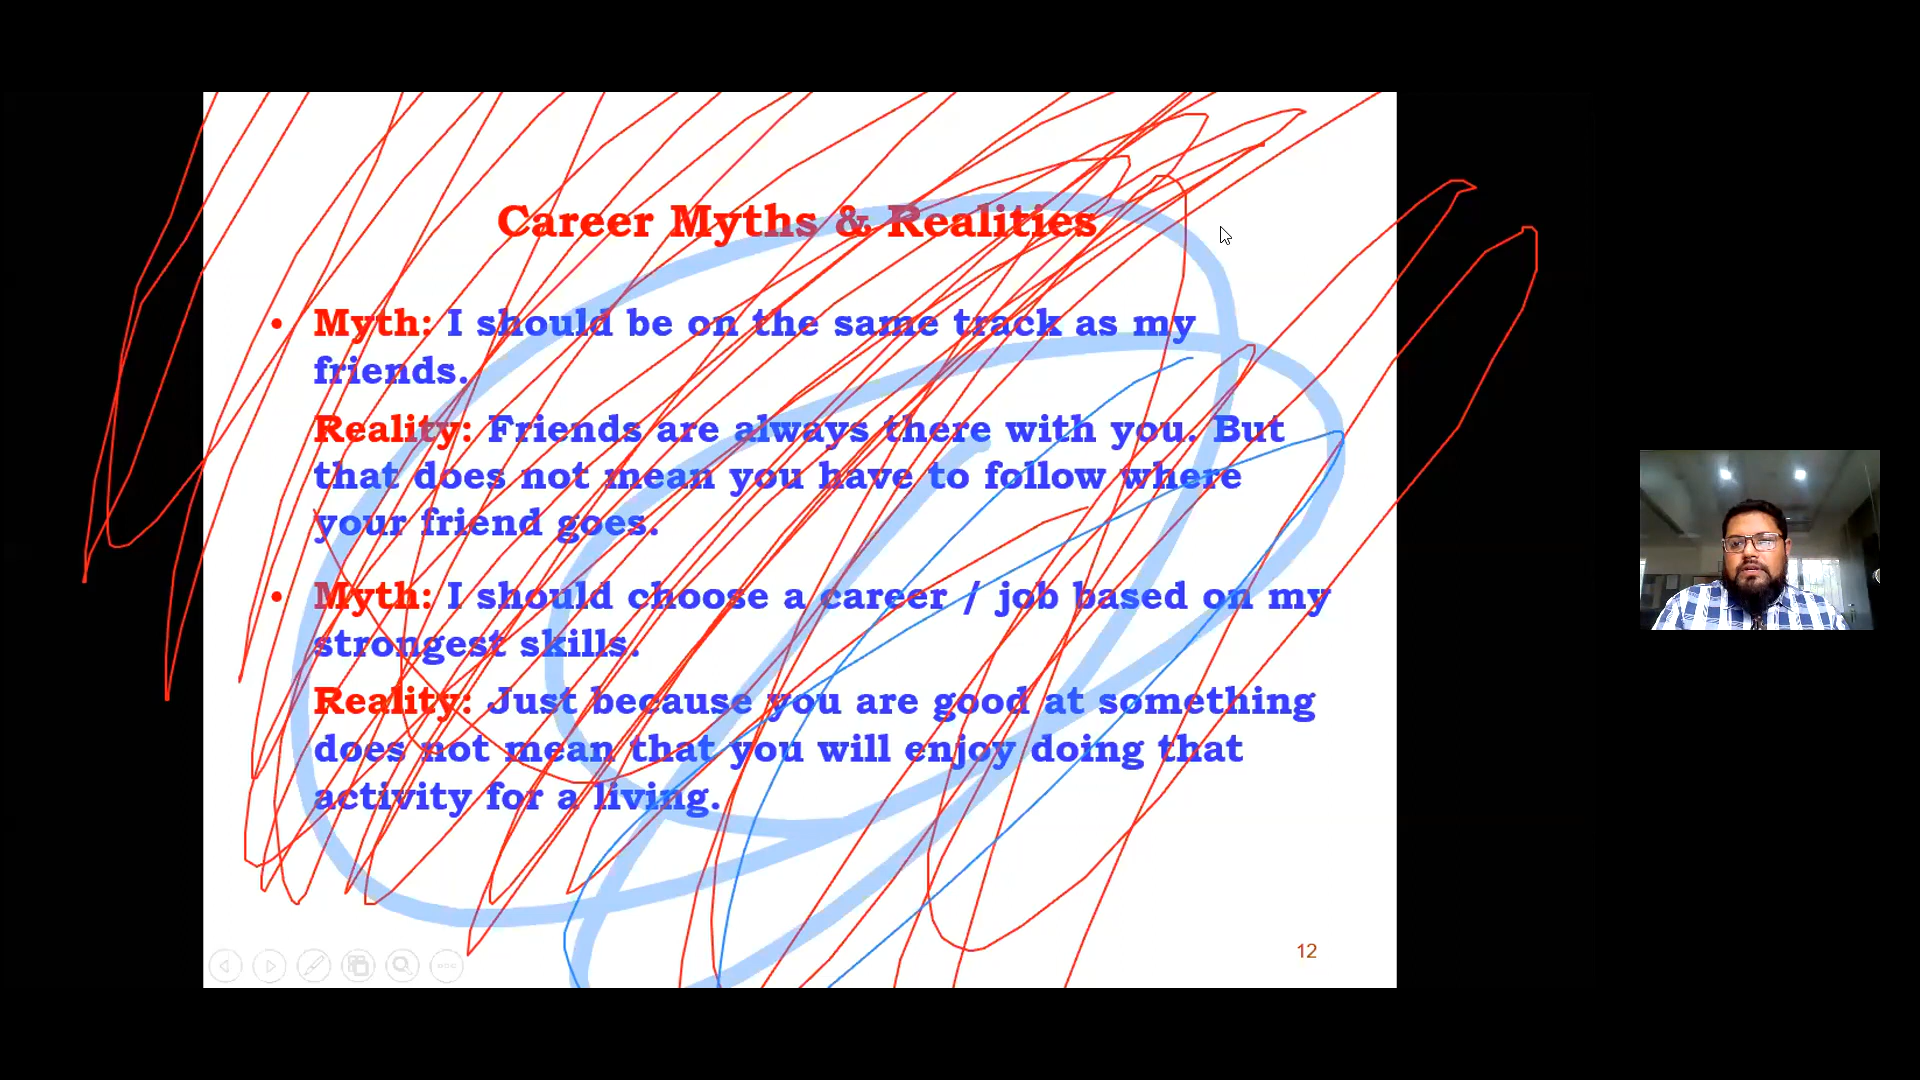 Career Myths & Realities
• Myth: I should be on the same track as my
friends.
Reality: Friends are always there with you. But
that does not mean you have to follow where
your friend goes.
• Myth: I should choose a career / job based on my
strongest skills.
Reality: Just because you are good at something
does not mean that you will enjoy doing that
activity for a living.
12